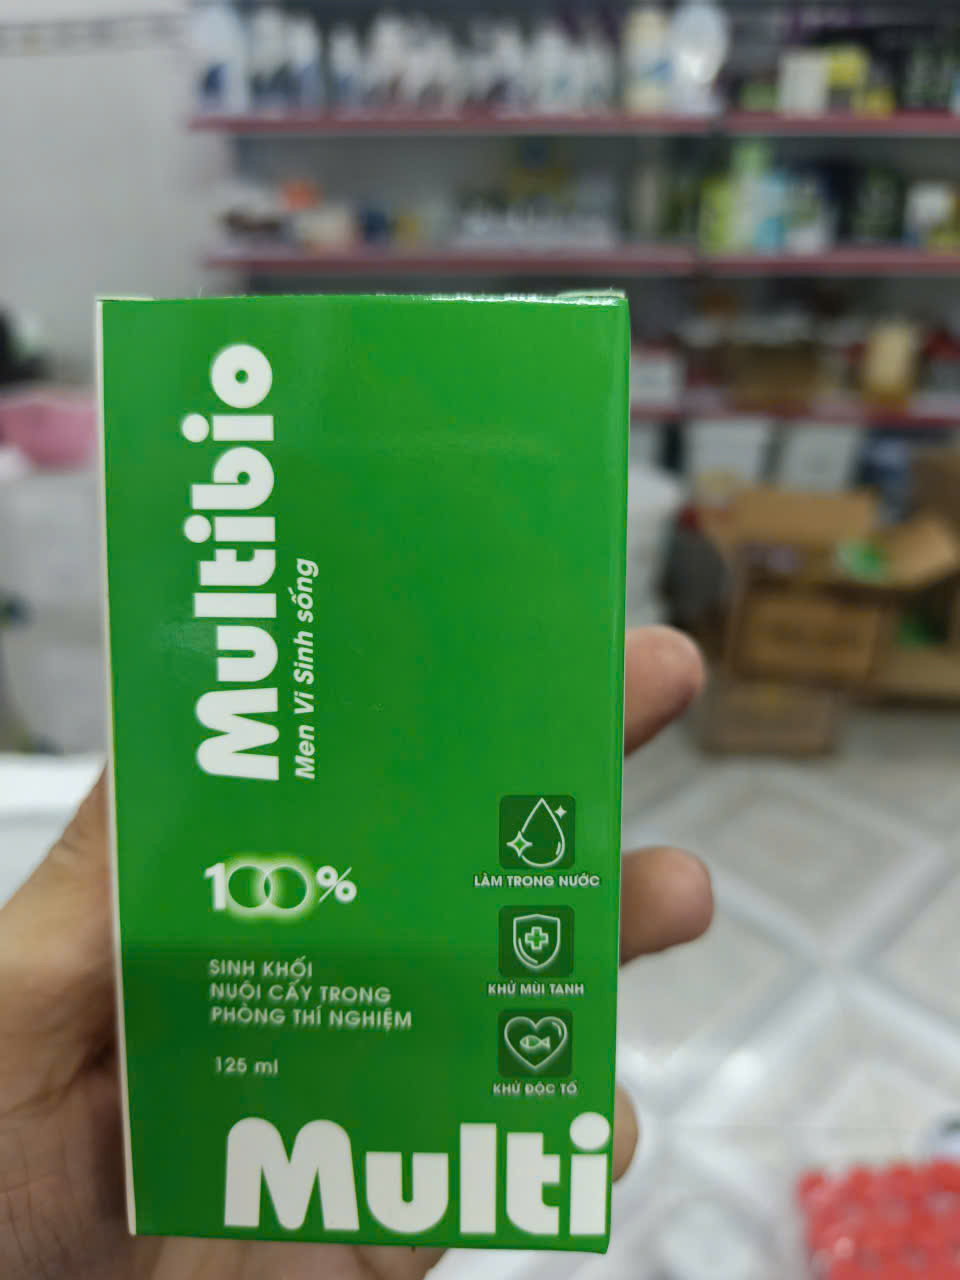 Multibio
Men Vi Sinh sống
100%
SINH KHỐI
NUÔI CẤY TRONG
PHÒNG THÍ NGHIỆM
125 ml
LÀM TRONG NƯỚC
KHỬ MÙI TANH
KHỬ ĐỘC TỐ
Multi